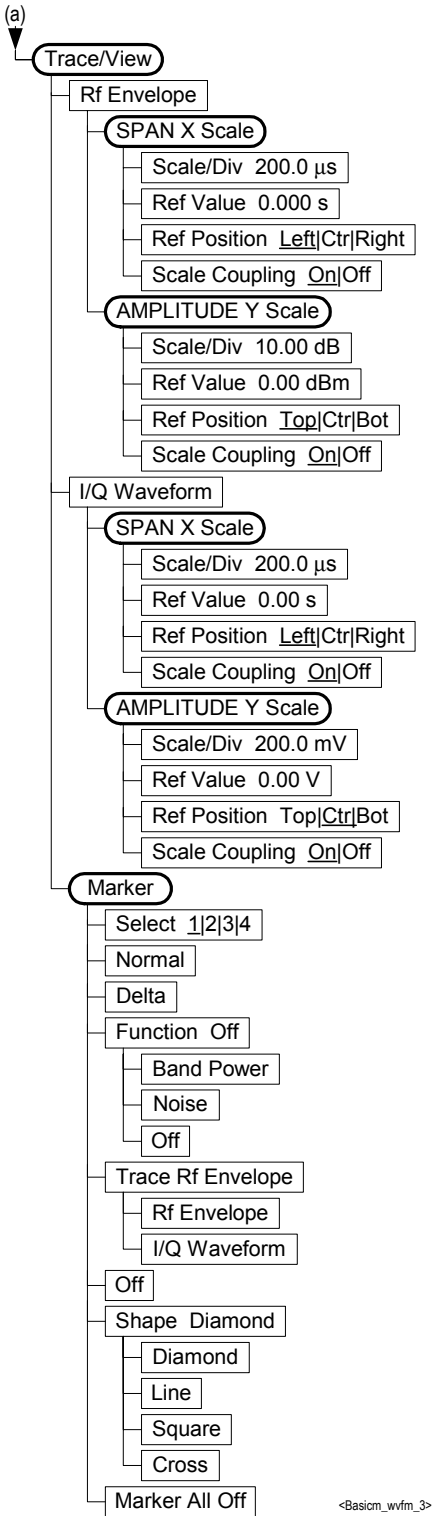 (a)
Trace/View
Rf Envelope
SPAN X Scale
Scale/Div 200.0 μs
Ref Value 0.000 s
Ref Position Left|Ctr|Right
Scale Coupling On|Off
AMPLITUDE Y Scale
Scale/Div 10.00 dB
Ref Value 0.00 dBm
Ref Position Top|Ctr|Bot
Scale Coupling On|Off
I/Q Waveform
SPAN X Scale
Scale/Div 200.0 μs
Ref Value 0.00 s
Ref Position Left|Ctr|Right
Scale Coupling On|Off
AMPLITUDE Y Scale
Scale/Div 200.0 mV
Ref Value 0.00 V
Ref Position Top|Ctr|Bot
Scale Coupling On|Off
Marker
Select 1|2|3|4
Normal
Delta
Function Off
Band Power
Noise
Off
Trace Rf Envelope
Rf Envelope
I/Q Waveform
Off
Shape Diamond
Diamond
Line
Square
Cross
Marker All Off
<Basicm_wvfm_3>